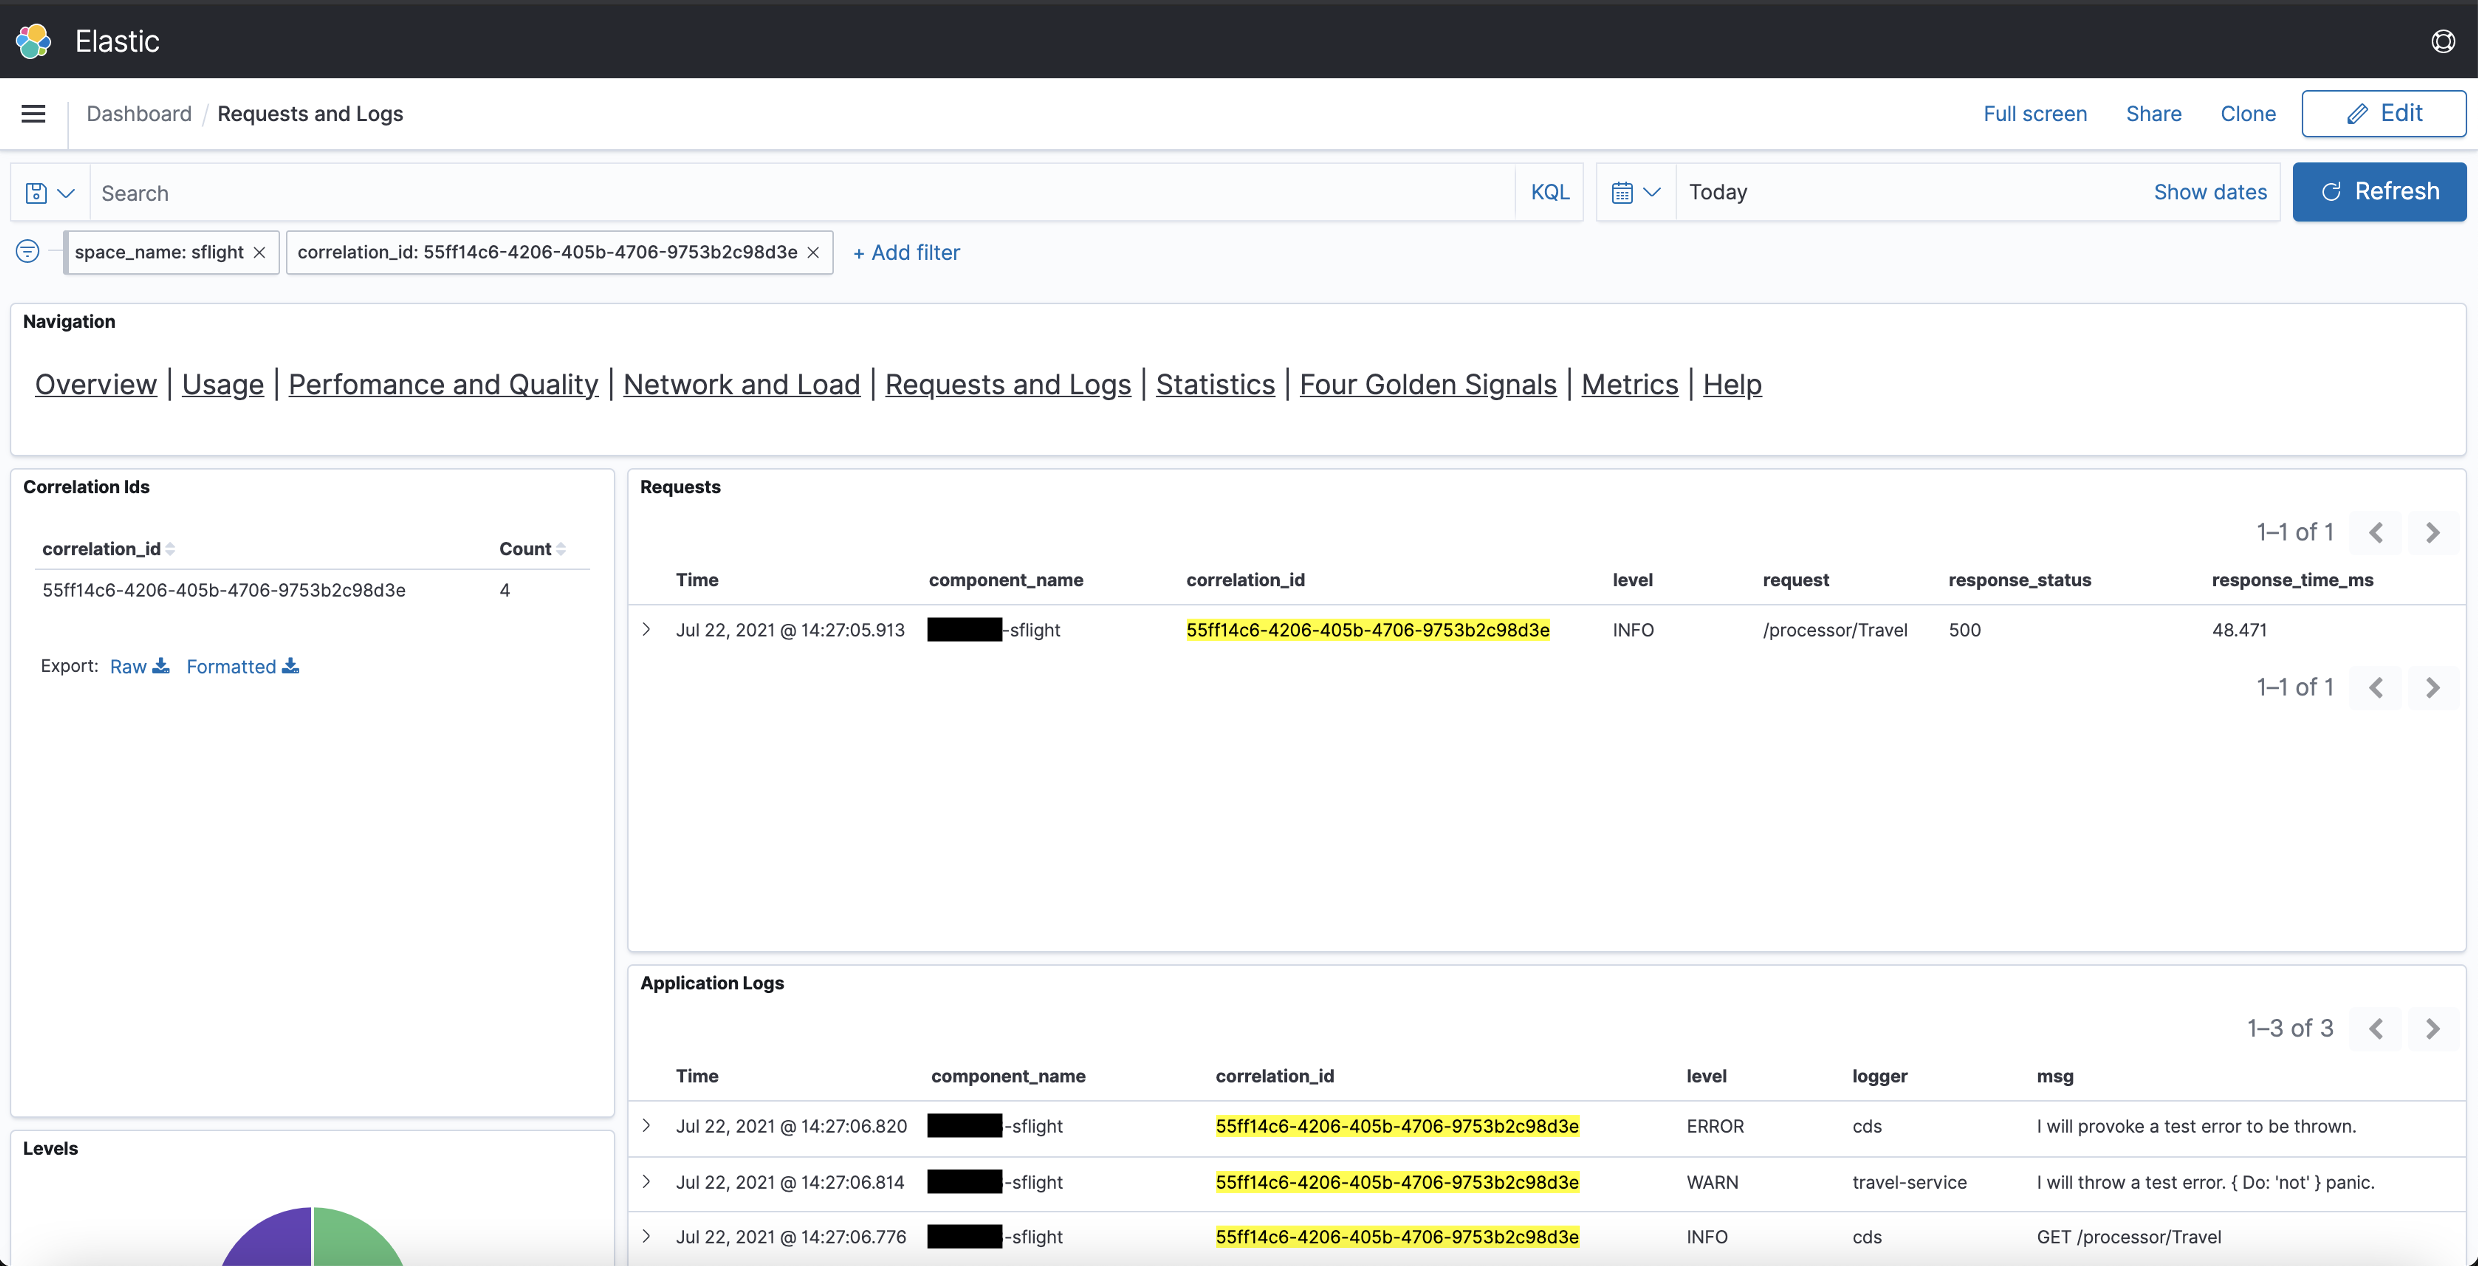 Elastic
Dashboard / Requests and Logs
Full screen Share Clone Edit
Search KQL Today Show dates Refresh
space_name: sflight × correlation_id: 55ff14c6-4206-405b-4706-9753b2c98d3e × + Add filter
Navigation
Overview | Usage | Perfomance and Quality | Network and Load | Requests and Logs | Statistics | Four Golden Signals | Metrics | Help
Correlation Ids
correlation_id Count
55ff14c6-4206-405b-4706-9753b2c98d3e 4
Export: Raw Formatted
Requests
1–1 of 1
Time component_name correlation_id level request response_status response_time_ms
Jul 22, 2021 @ 14:27:05.913 -sflight 55ff14c6-4206-405b-4706-9753b2c98d3e INFO /processor/Travel 500 48.471
1–1 of 1
Application Logs
1–3 of 3
Time component_name correlation_id level logger msg
Jul 22, 2021 @ 14:27:06.820 -sflight 55ff14c6-4206-405b-4706-9753b2c98d3e ERROR cds I will provoke a test error to be thrown.
Jul 22, 2021 @ 14:27:06.814 -sflight 55ff14c6-4206-405b-4706-9753b2c98d3e WARN travel-service I will throw a test error. { Do: 'not' } panic.
Jul 22, 2021 @ 14:27:06.776 -sflight 55ff14c6-4206-405b-4706-9753b2c98d3e INFO cds GET /processor/Travel
Levels